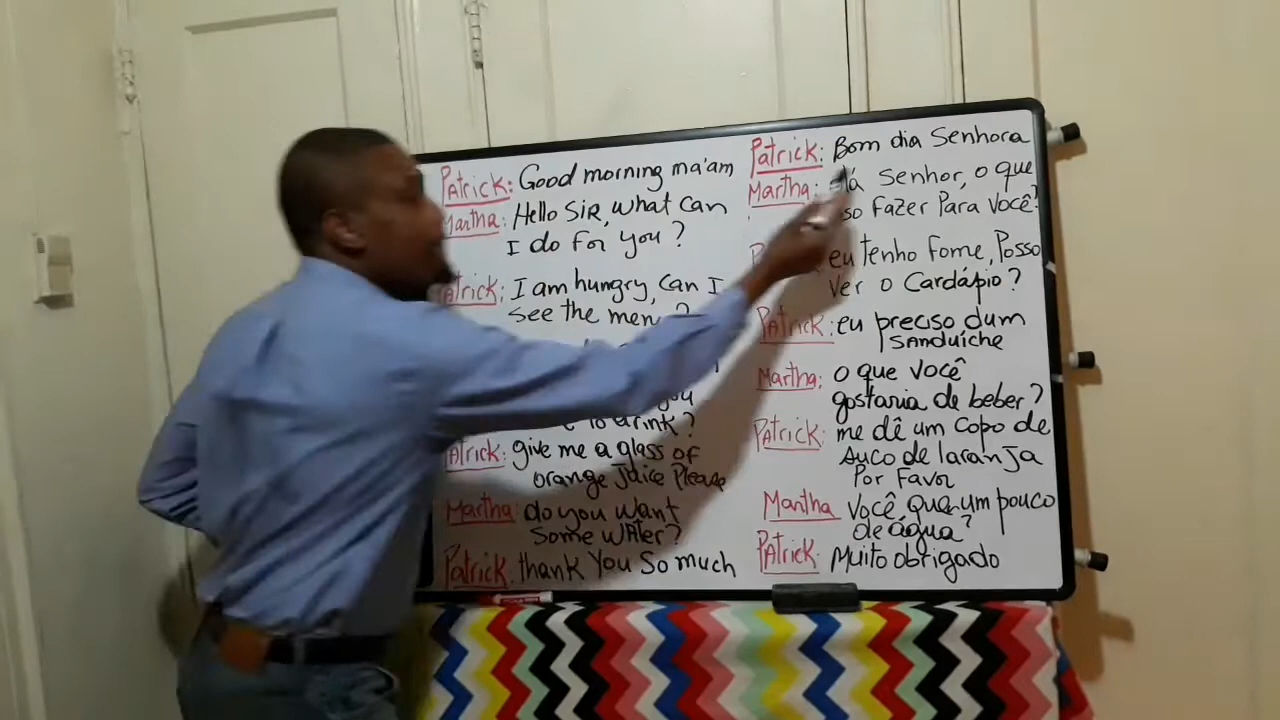 Patrick: Good morning ma'am
Martha: Hello Sir, what can
I do for you ?
Patrick: I am hungry, can I
see the menu ?
you
to drink ?
Patrick: give me a glass of
orange juice Please
Martha: do you want
some water?
Patrick. thank You So much
Patrick: Bom dia Senhora
Martha: Senhor, o que
fazer Para você?
eu tenho fome, Posso
ver o Cardápio ?
Patrick: eu preciso dum
sanduíche
Martha: o que você
gostaria de beber ?
Patrick: me dê um copo de
suco de laranja
Por Favor
Martha você quer um pouco
de água ?
Patrick: Muito obrigado